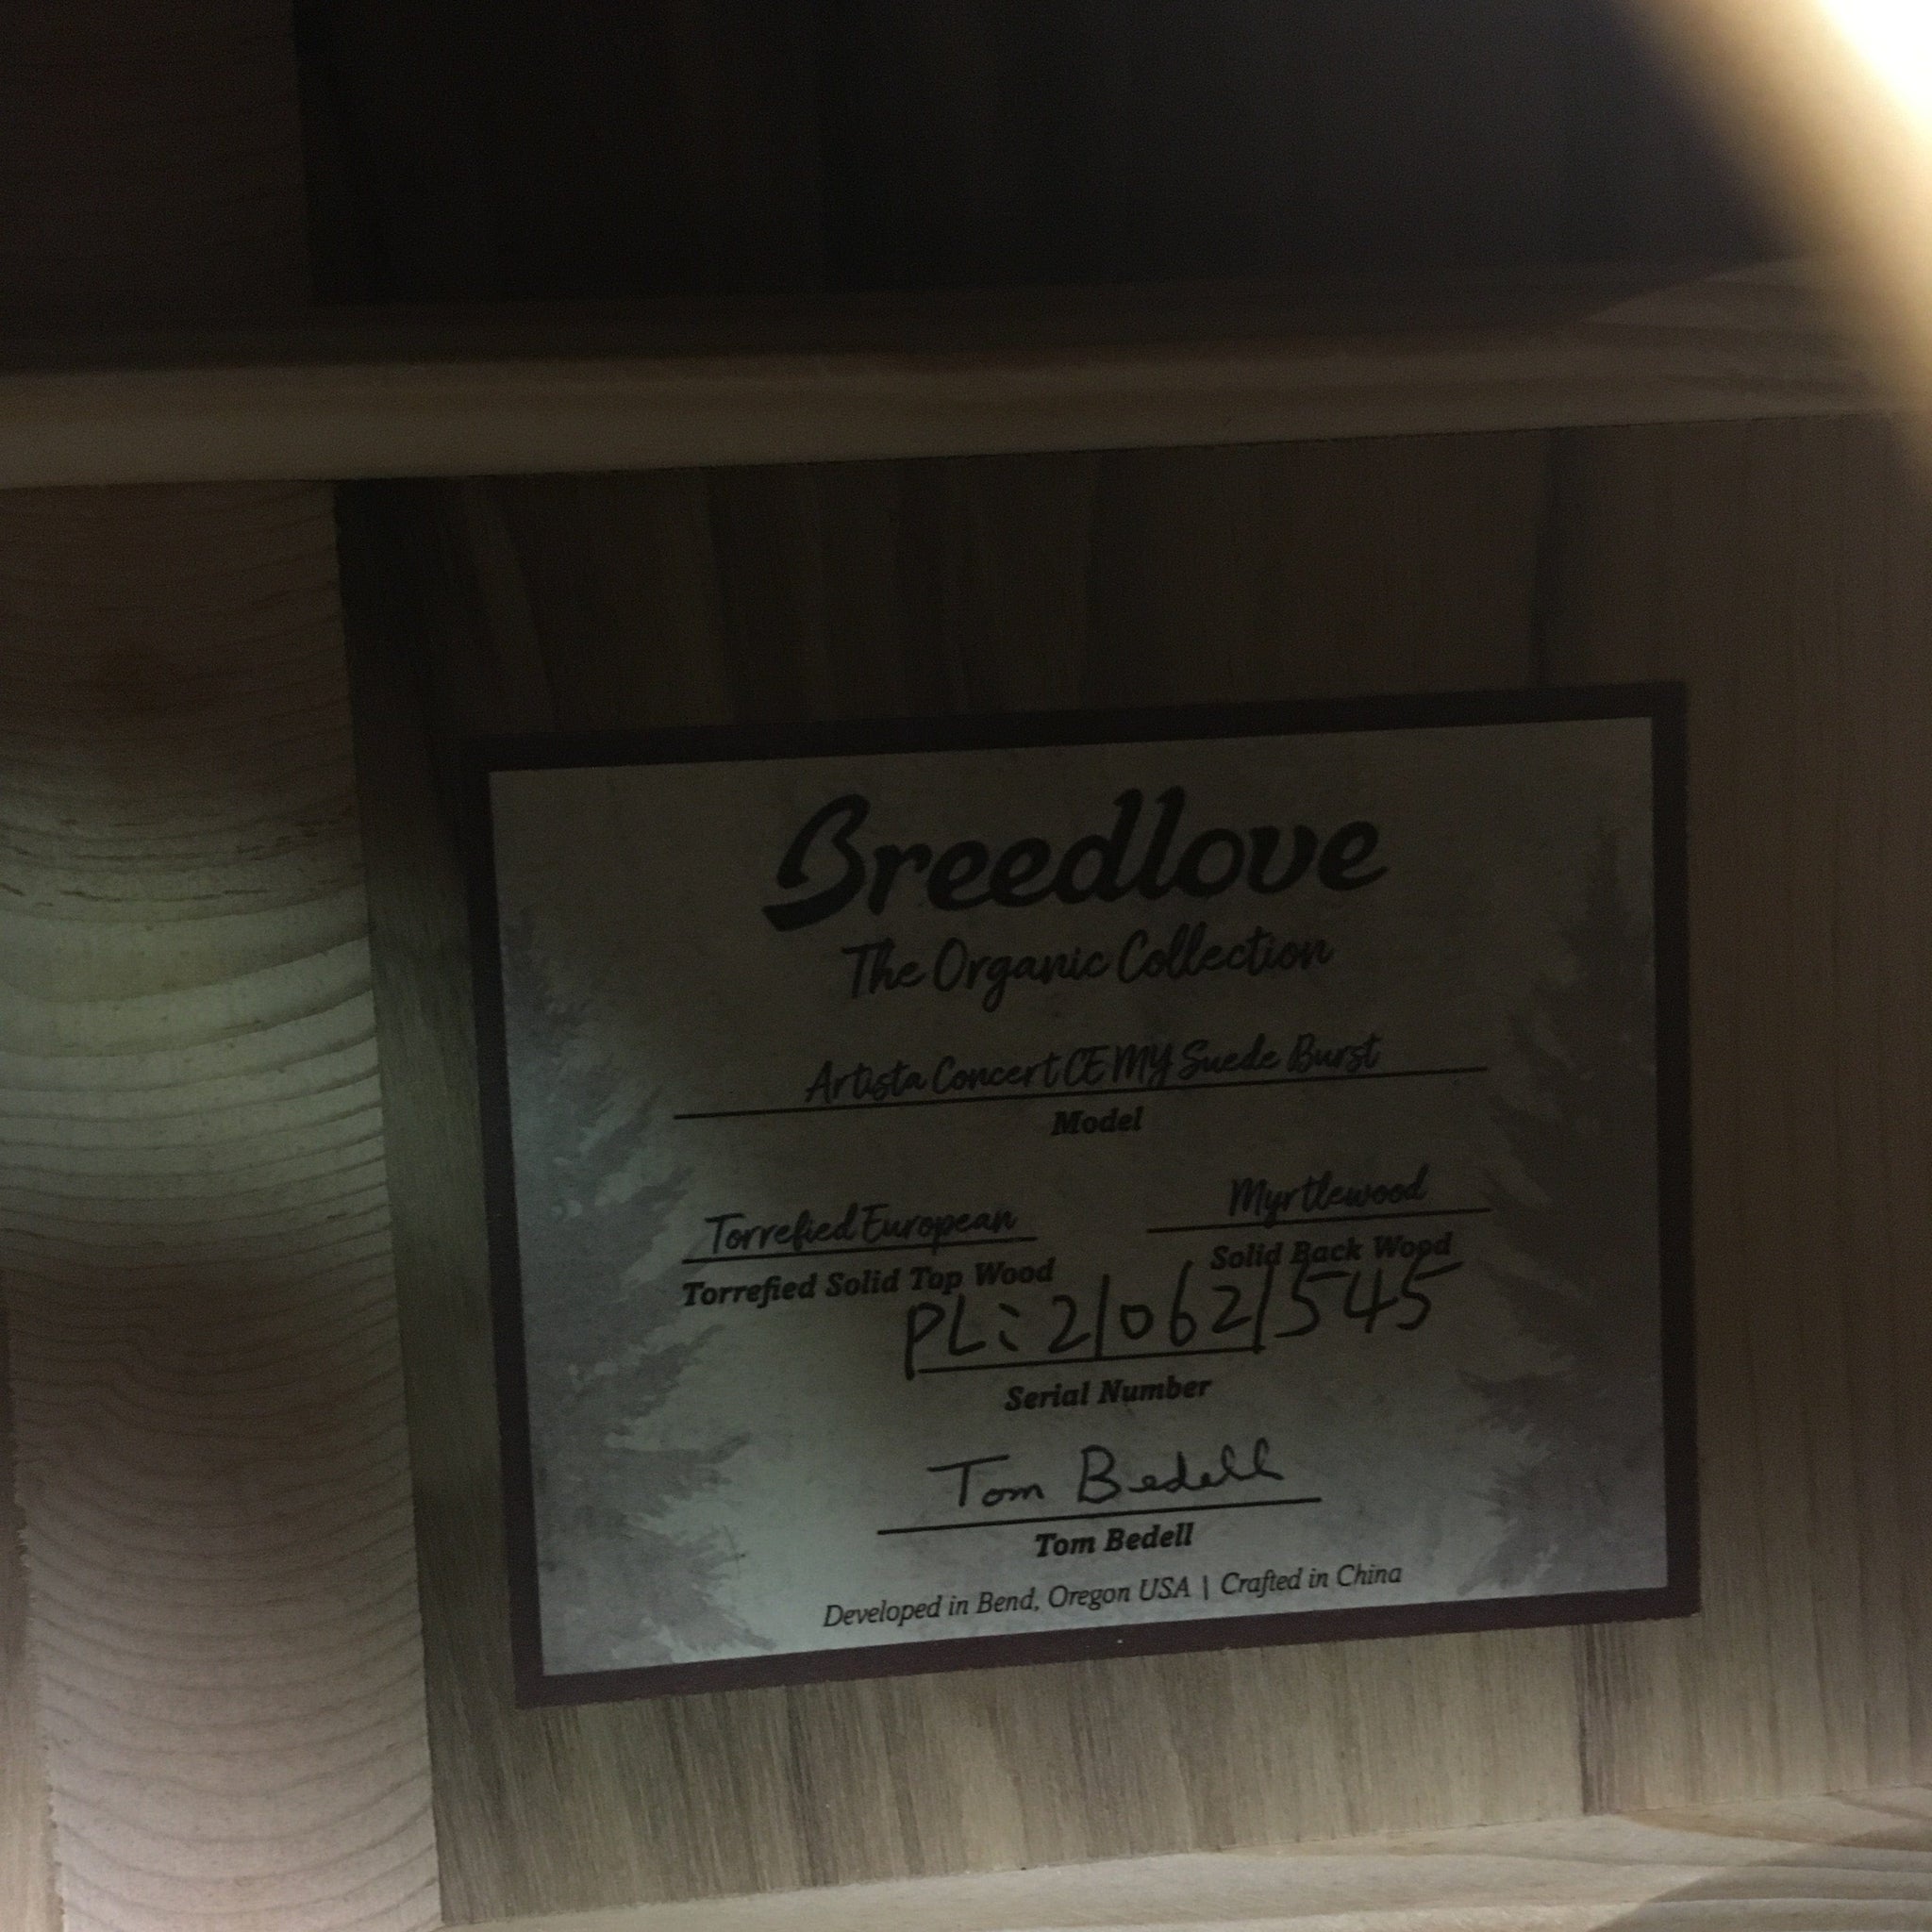 Breedlove
The Organic Collection
Artista Concert CE MY Suede Burst
Model
Torrefied European
Torrefied Solid Top Wood
Myrtlewood
Solid Back Wood
PL: 210621545
Serial Number
Tom Bedell
Tom Bedell
Developed in Bend, Oregon USA | Crafted in China